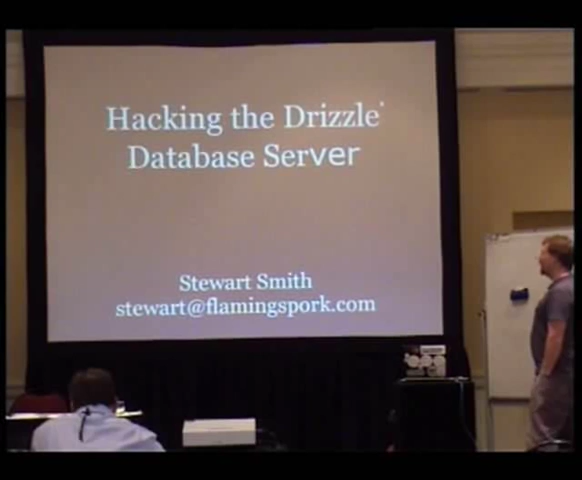 Hacking the Drizzle
Database Server
Stewart Smith
stewart@flamingspork.com